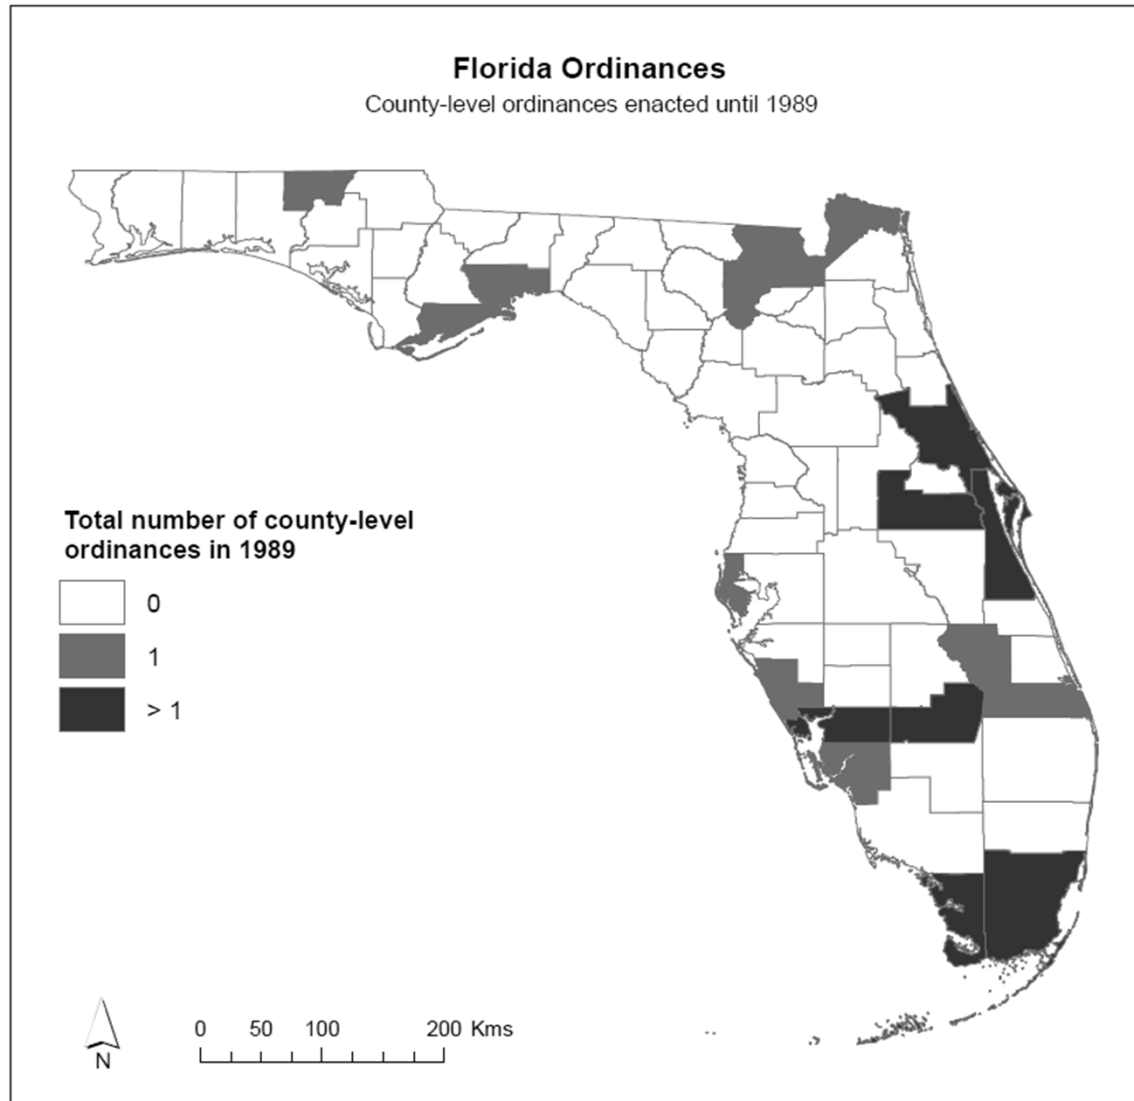 Florida Ordinances
County-level ordinances enacted until 1989
Total number of county-level
ordinances in 1989
0
1
> 1
N
0 50 100 200 Kms